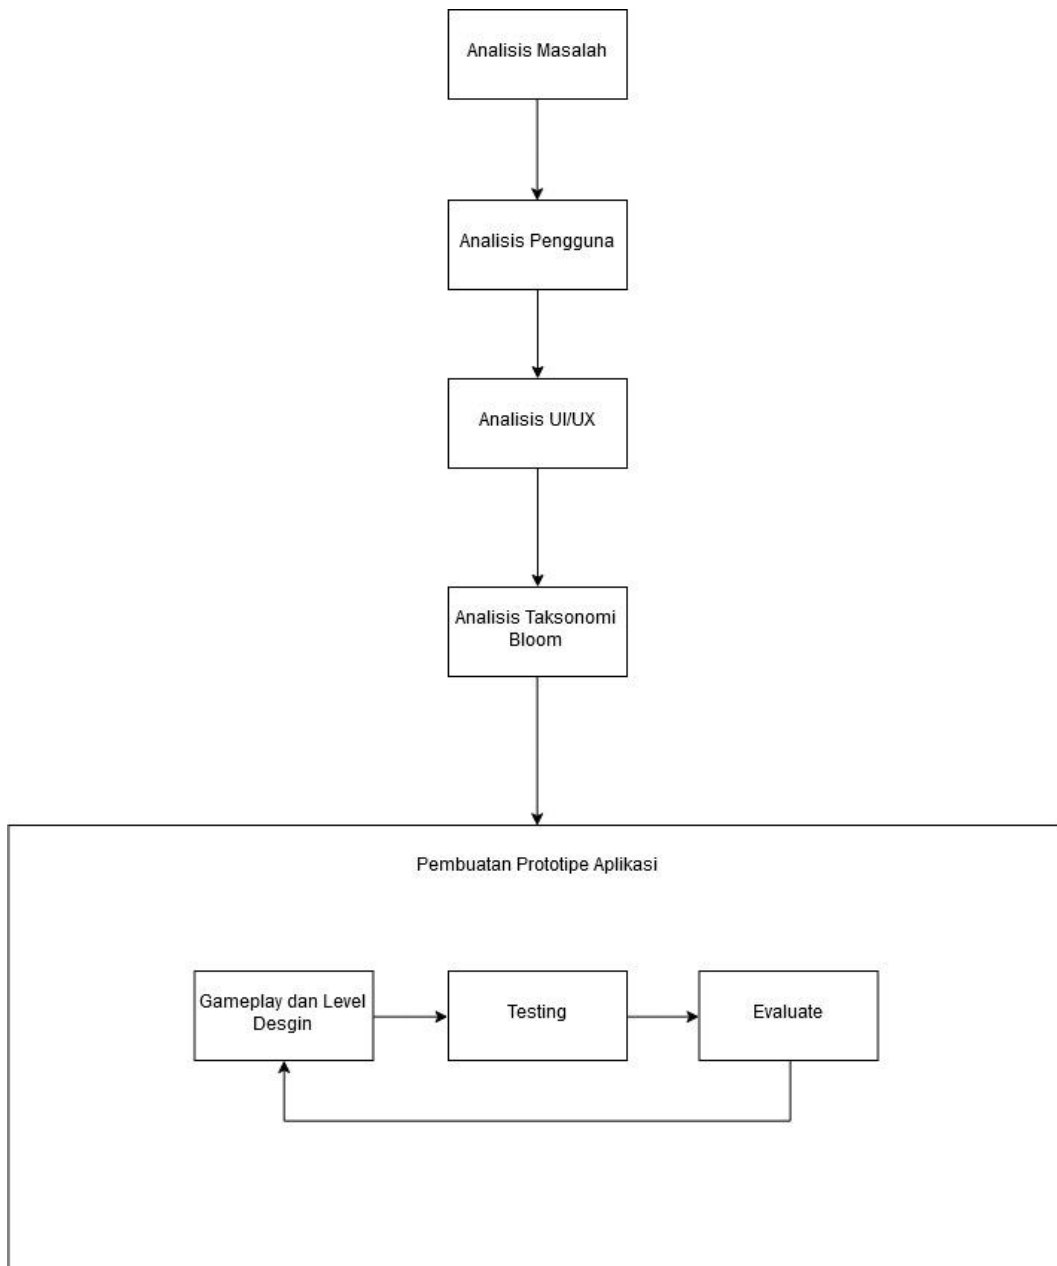 Analisis Masalah
Analisis Pengguna
Analisis UI/UX
Analisis Taksonomi
Bloom
Pembuatan Prototipe Aplikasi
Gameplay dan Level
Desgin
Testing
Evaluate